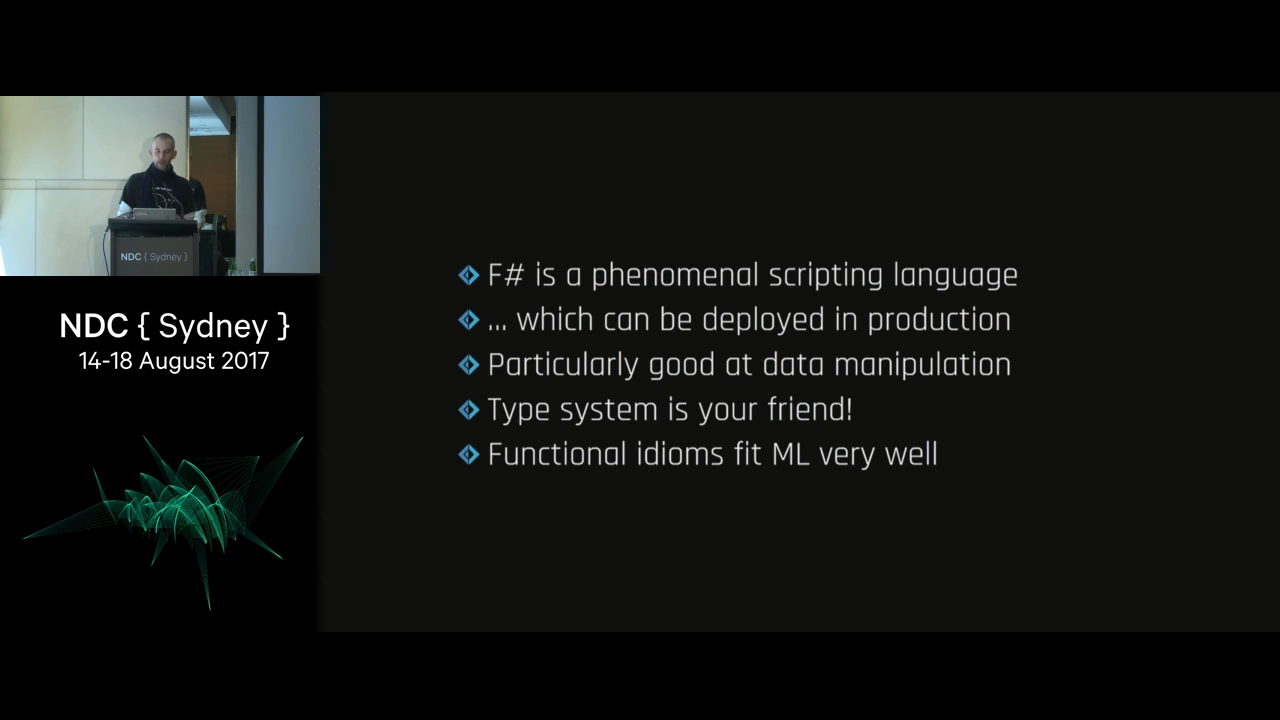 NDC { Sydney }
NDC { Sydney }
14-18 August 2017
F# is a phenomenal scripting language
... which can be deployed in production
Particularly good at data manipulation
Type system is your friend!
Functional idioms fit ML very well